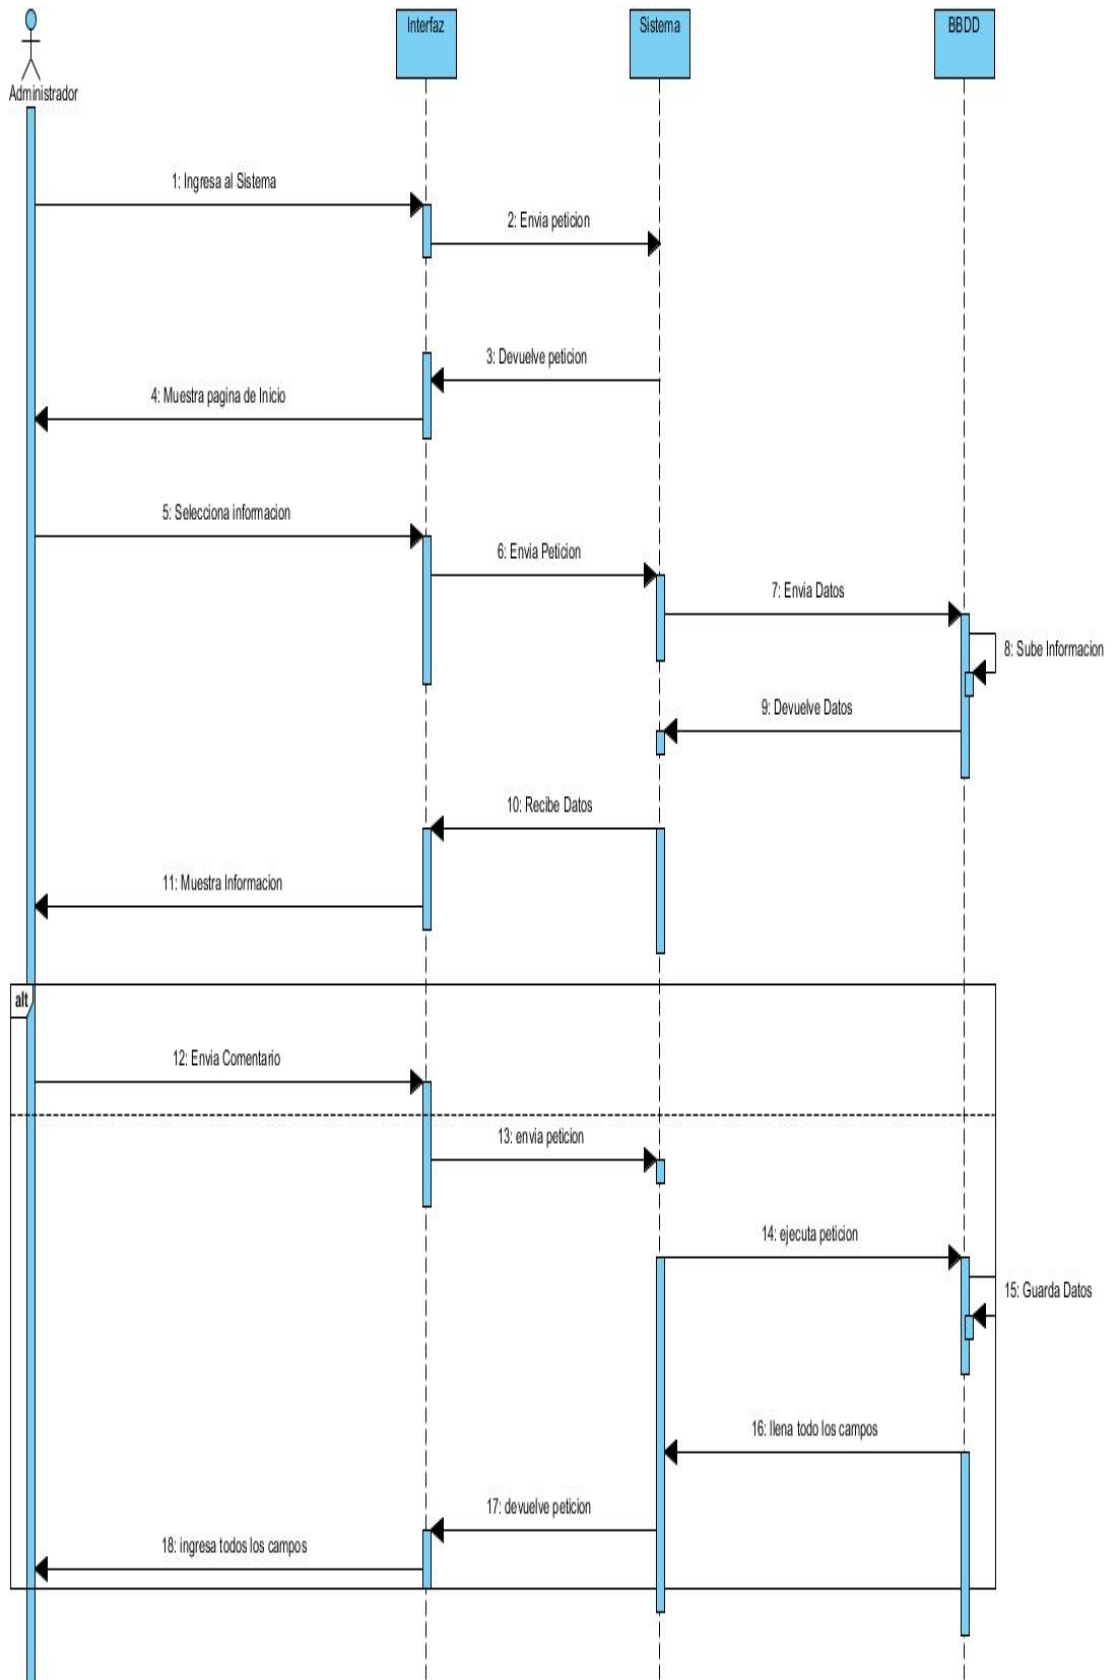 Interfaz
Sistema
BBDD
Administrador
1: Ingresa al Sistema
2: Envia peticion
3: Devuelve peticion
4: Muestra pagina de Inicio
5: Selecciona informacion
6: Envia Peticion
7: Envia Datos
8: Sube Informacion
9: Devuelve Datos
10: Recibe Datos
11: Muestra Informacion
alt
12: Envia Comentario
13: envia peticion
14: ejecuta peticion
15: Guarda Datos
16: llena todo los campos
17: devuelve peticion
18: ingresa todos los campos